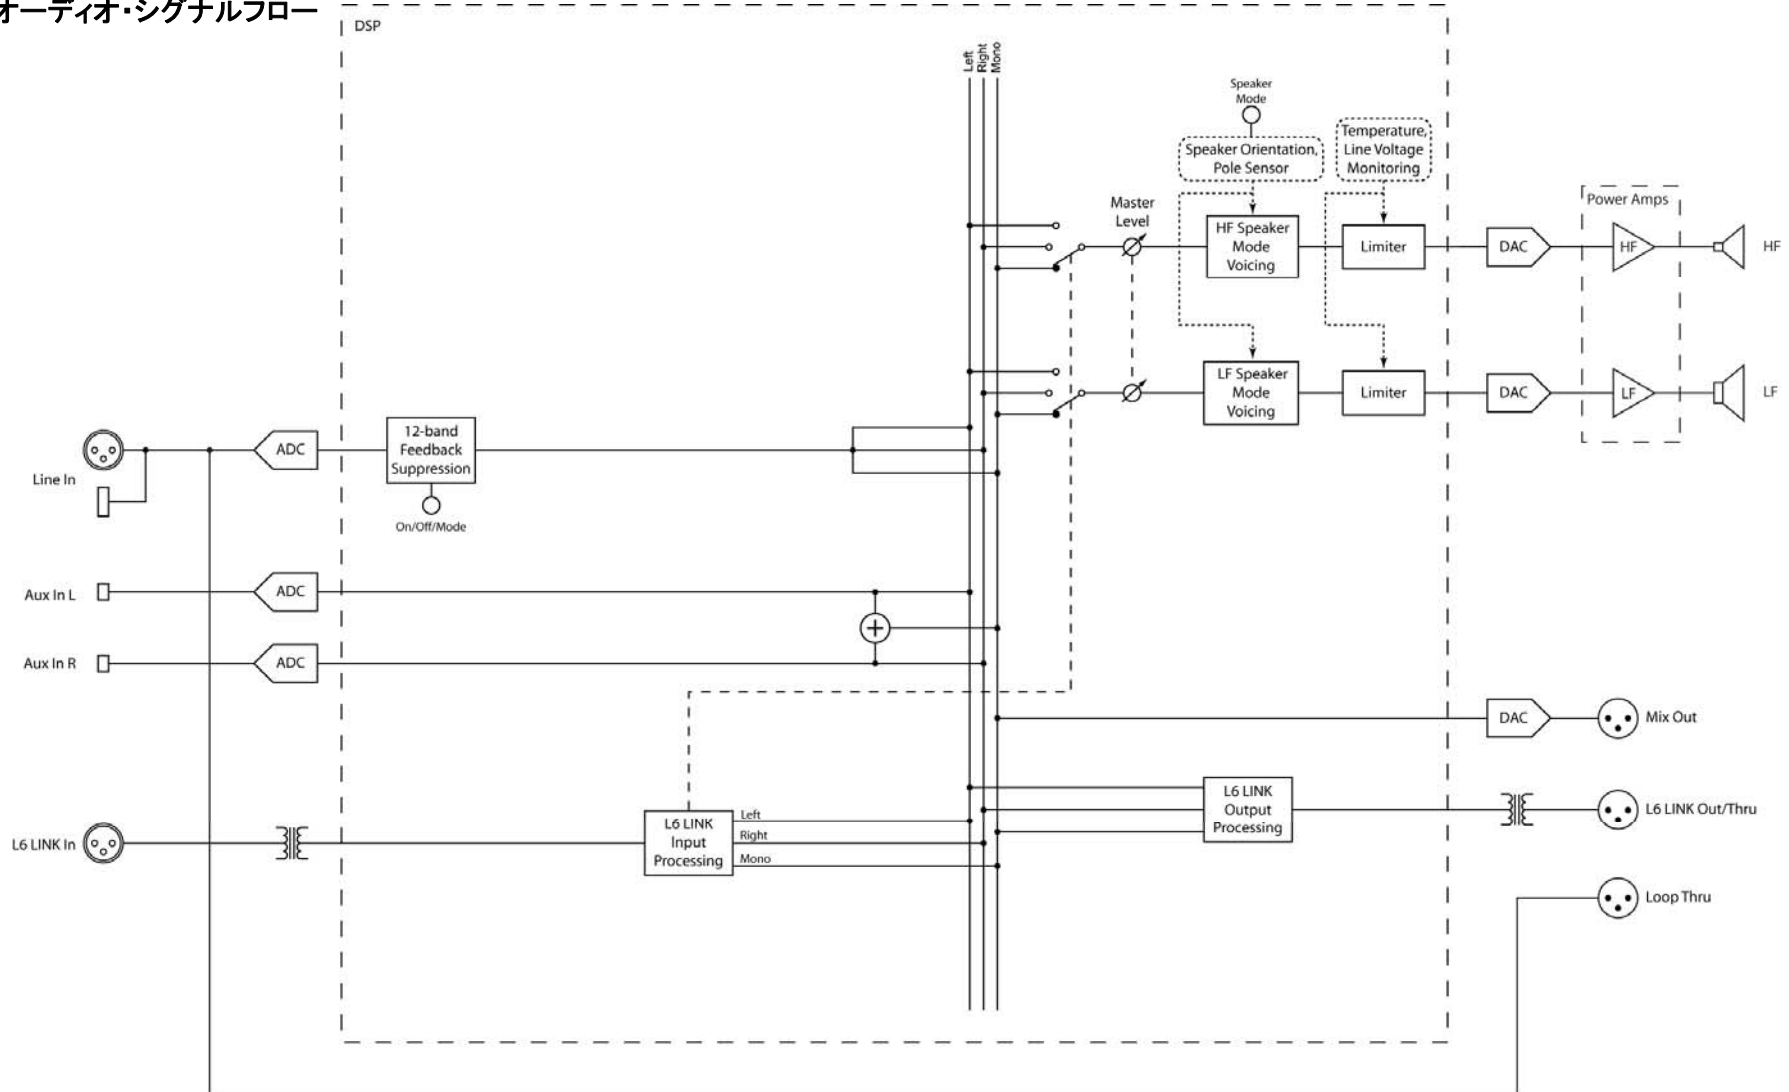 オーディオ・シグナルフロー
DSP
Left
Right
Mono
Speaker
Mode
Speaker Orientation,
Pole Sensor
Temperature,
Line Voltage
Monitoring
Master
Level
HF Speaker
Mode
Voicing
Limiter
DAC
Power Amps
HF
HF
LF Speaker
Mode
Voicing
Limiter
DAC
LF
LF
Line In
ADC
12-band
Feedback
Suppression
On/Off/Mode
Aux In L
ADC
Aux In R
ADC
DAC
Mix Out
L6 LINK In
L6 LINK
Input
Processing
Left
Right
Mono
L6 LINK
Output
Processing
L6 LINK Out/Thru
Loop Thru